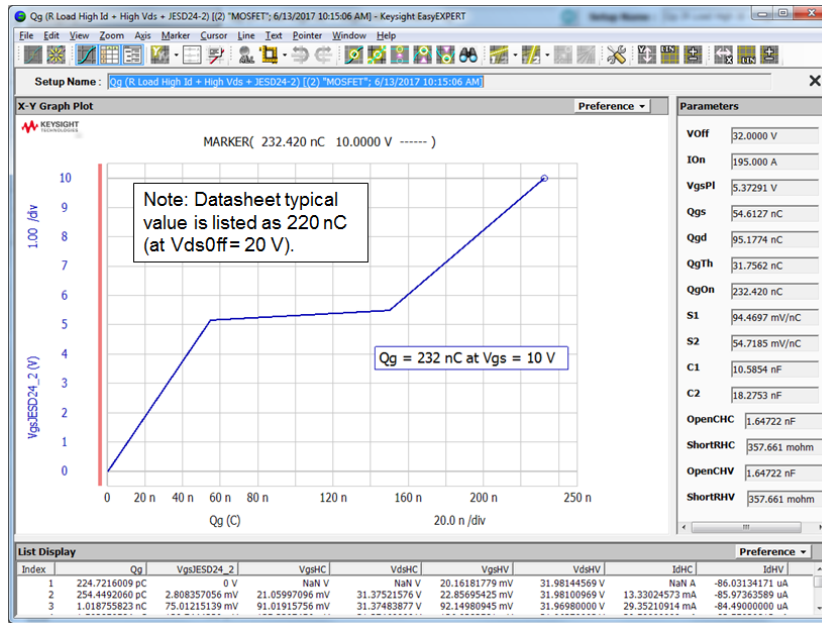 Qg (R Load High Id + High Vds + JESD24-2) [(2) "MOSFET"; 6/13/2017 10:15:06 AM] - Keysight EasyEXPERT
File Edit View Zoom Axis Marker Cursor Line Text Pointer Window Help
Setup Name : Qg (R Load High Id + High Vds + JESD24-2) [(2) "MOSFET"; 6/13/2017 10:15:06 AM]
X-Y Graph Plot
Preference
KEYSIGHT
TECHNOLOGIES
MARKER( 232.420 nC 10.0000 V ------ )
Note: Datasheet typical
value is listed as 220 nC
(at Vds0ff = 20 V).
Qg = 232 nC at Vgs = 10 V
1.00 /div
VgsJESD24_2 (V)
10
9
8
7
6
5
4
3
2
1
0
0 20 n 40 n 60 n 80 n 120 n 160 n 200 n 250 n
Qg (C)
20.0 n /div
Parameters
VOff 32.0000 V
IOn 195.000 A
VgsPl 5.37291 V
Qgs 54.6127 nC
Qgd 95.1774 nC
QgTh 31.7562 nC
QgOn 232.420 nC
S1 94.4697 mV/nC
S2 54.7185 mV/nC
C1 10.5854 nF
C2 18.2753 nF
OpenCHC 1.64722 nF
ShortRHC 357.661 mohm
OpenCHV 1.64722 nF
ShortRHV 357.661 mohm
List Display
Preference
Index Qg VgsJESD24_2 VgsHC VdsHC VgsHV VdsHV IdHC IdHV
1 224.7216009 pC 0 V NaN V NaN V 20.16181779 mV 31.98144569 V NaN A -86.03134171 uA
2 254.4492060 pC 2.808357056 mV 21.05997096 mV 31.37521576 V 22.85695425 mV 31.98100969 V 13.33024573 mA -85.97363589 uA
3 1.018755823 nC 75.01215139 mV 91.01915756 mV 31.37483877 V 92.14980945 mV 31.96980000 V 29.35210914 mA -84.49000000 uA